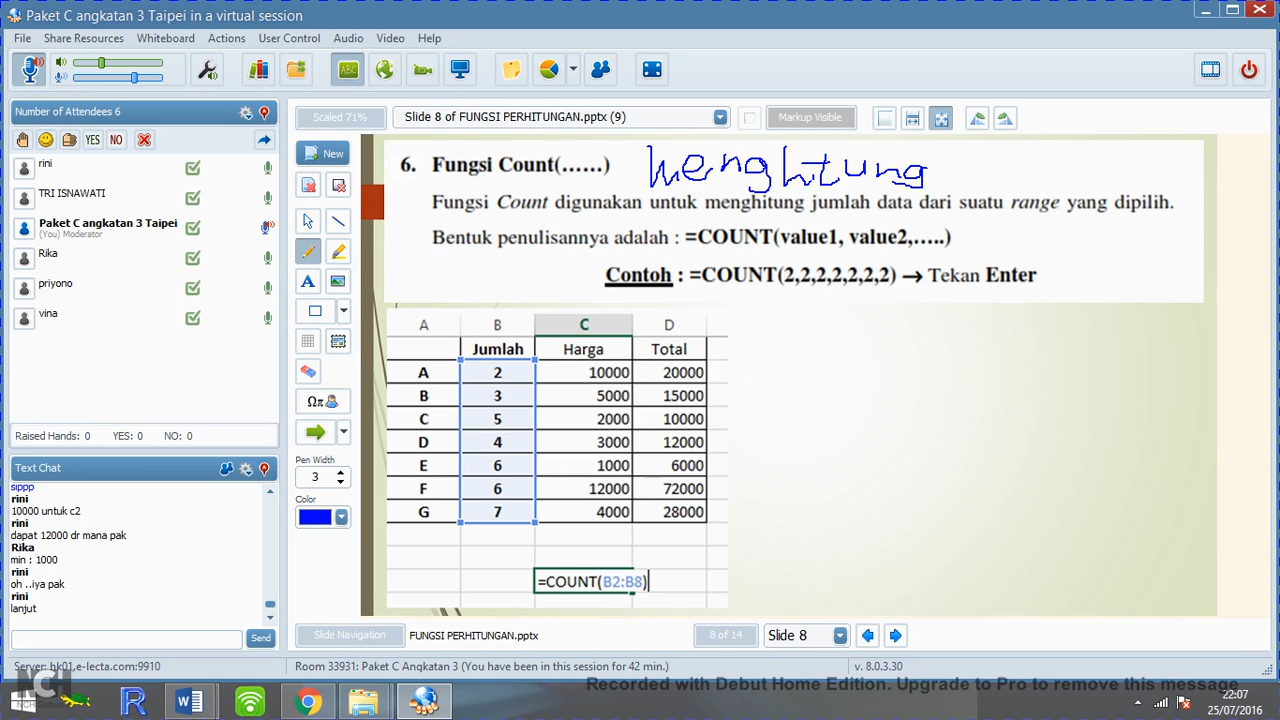 Paket C angkatan 3 Taipei in a virtual session
File Share Resources Whiteboard Actions User Control Audio Video Help
Number of Attendees 6
YES NO
rini
TRI ISNAWATI
Paket C angkatan 3 Taipei
(You) Moderator
Rika
priyono
vina
Raised Hands: 0 YES: 0 NO: 0
Text Chat
sippp
rini
10000 untuk c2
rini
dapat 12000 dr mana pak
Rika
min : 1000
rini
oh ..iya pak
rini
lanjut
Send
ABC
Scaled 71% Slide 8 of FUNGSI PERHITUNGAN.pptx (9) Markup Visible
New
A
Ωπ
Pen Width
3
Color
6. Fungsi Count(......) Menghitung
Fungsi Count digunakan untuk menghitung jumlah data dari suatu range yang dipilih.
Bentuk penulisannya adalah : =COUNT(value1, value2,.....)
Contoh : =COUNT(2,2,2,2,2,2,2) → Tekan Enter
A B C D
Jumlah Harga Total
A 2 10000 20000
B 3 5000 15000
C 5 2000 10000
D 4 3000 12000
E 6 1000 6000
F 6 12000 72000
G 7 4000 28000
=COUNT(B2:B8)
Slide Navigation FUNGSI PERHITUNGAN.pptx 8 of 14 Slide 8
Server: hk01.e-lecta.com:9910 Room 33931: Paket C Angkatan 3 (You have been in this session for 42 min.) v. 8.0.3.30
Recorded with Debut Home Edition. Upgrade to Pro to remove this message
NCH Software
22:07
25/07/2016